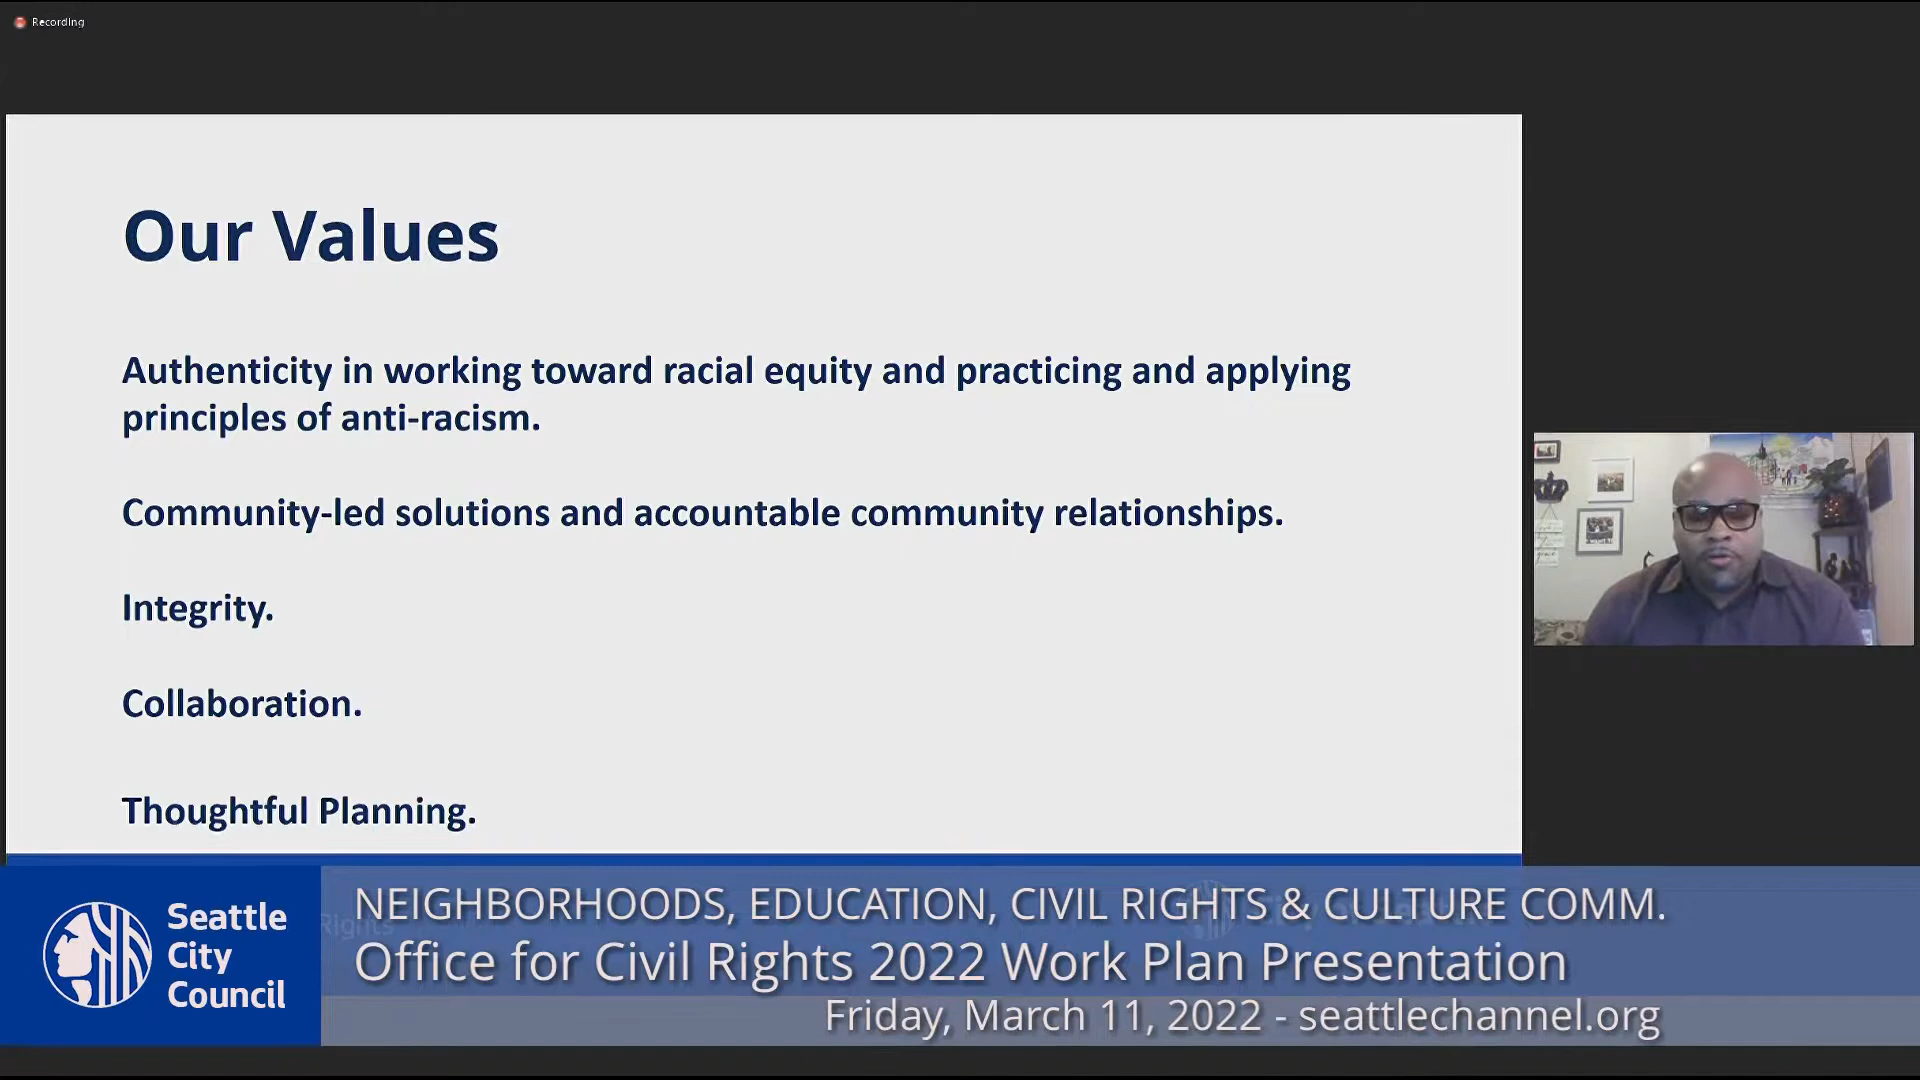 Recording
Our Values
Authenticity in working toward racial equity and practicing and applying
principles of anti-racism.
Community-led solutions and accountable community relationships.
Integrity.
Collaboration.
Thoughtful Planning.
Seattle
City
Council
Rights
NEIGHBORHOODS, EDUCATION, CIVIL RIGHTS & CULTURE COMM.
Office for Civil Rights 2022 Work Plan Presentation
Friday, March 11, 2022 - seattlechannel.org